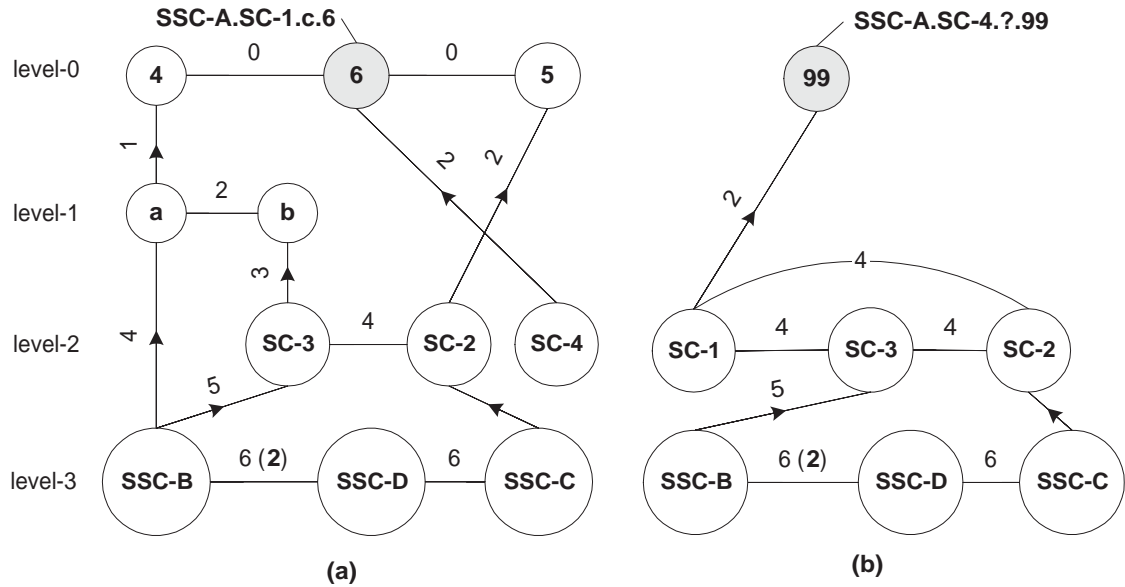 SSC-A.SC-1.c.6
SSC-A.SC-4.?.99
level-0
4
0
6
0
5
99
1
2
2
2
level-1
a
2
b
3
4
4
level-2
SC-3
4
SC-2
SC-4
SC-1
4
SC-3
4
SC-2
5
5
level-3
SSC-B
6 (2)
SSC-D
6
SSC-C
SSC-B
6 (2)
SSC-D
6
SSC-C
(a)
(b)